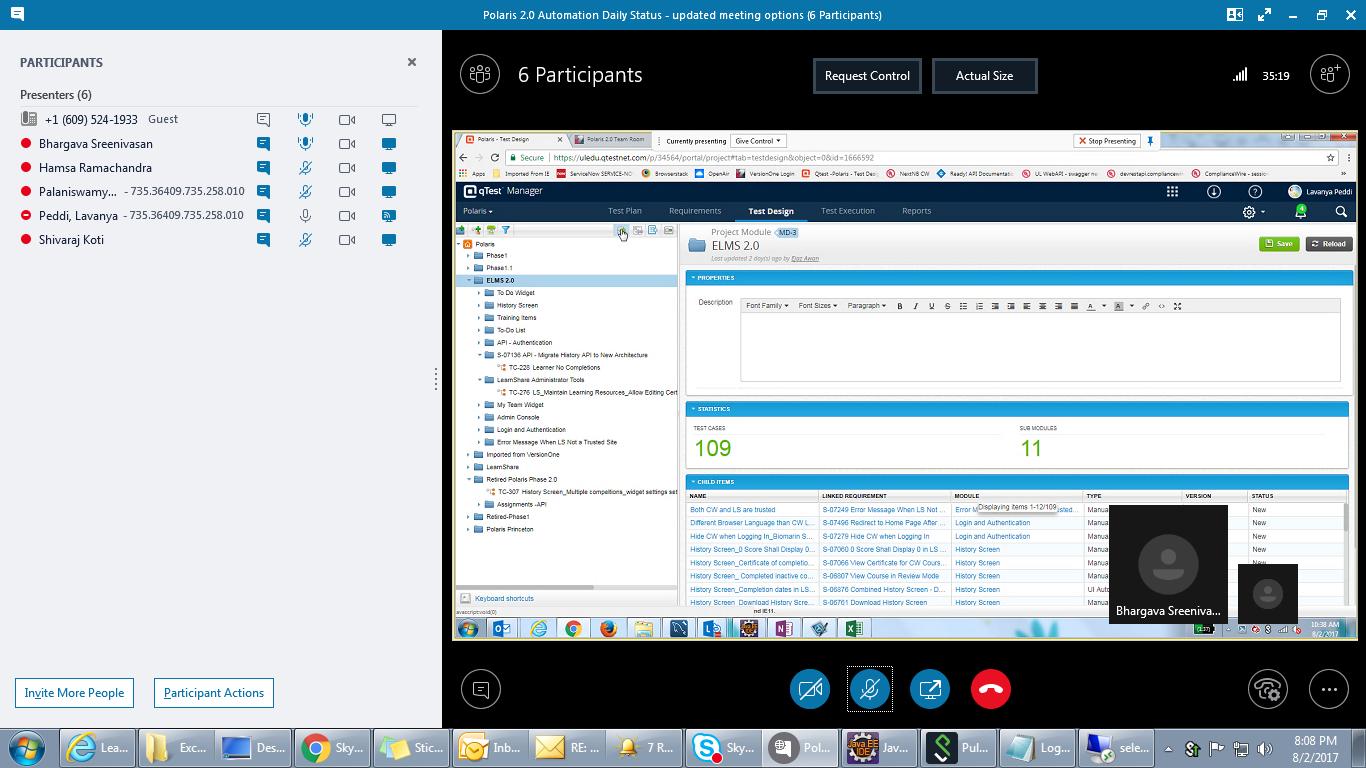 Polaris 2.0 Automation Daily Status - updated meeting options (6 Participants)
PARTICIPANTS
Presenters (6)
+1 (609) 524-1933 Guest
Bhargava Sreenivasan
Hamsa Ramachandra
Palaniswamy... - 735.36409.735.258.010
Peddi, Lavanya - 735.36409.735.258.010
Shivaraj Koti
Invite More People
Participant Actions
6 Participants
Request Control
Actual Size
35:19
Polaris - Test Design
Polaris 2.0 Team Room
Currently presenting
Give Control
Stop Presenting
Secure
https://uledu.qtestnet.com/p/34564/portal/project#tab=testdesign&object=0&id=1666592
Apps
Imported From IE
ServiceNow SERVICE-NO
Browserstack
OpenAir
VersionOne Login
Qtest -Polaris - Test De
NextNB CW
Ready! API Documentati
UL WebAPI - swagger
devrestapi.compliancewi
ComplianceWire - sessio
qTest Manager
Lavanya Peddi
Polaris
Test Plan
Requirements
Test Design
Test Execution
Reports
4
Polaris
Phase1
Phase1.1
ELMS 2.0
To Do Widget
History Screen
Training Items
To-Do List
API - Authentication
S-07136 API - Migrate History API to New Architecture
TC-228 Learner No Completions
LearnShare Administrator Tools
TC-276 LS_Maintain Learning Resources_Allow Editing Cert
My Team Widget
Admin Console
Login and Authentication
Error Message When LS Not a Trusted Site
Imported from VersionOne
LearnShare
Retired Polaris Phase 2.0
TC-307 History Screen_Multiple compeltions_widget settings set
Assignments -API
Retired-Phase1
Polaris Princeton
Keyboard shortcuts
javascript:void(0)
Project Module MD-3
ELMS 2.0
Last updated 2 day(s) ago by Ejaz Awan
Save
Reload
PROPERTIES
Description
Font Family
Font Sizes
Paragraph
B I U S
A A
STATISTICS
TEST CASES
109
SUB MODULES
11
CHILD ITEMS
NAME LINKED REQUIREMENT MODULE TYPE VERSION STATUS
Both CW and LS are trusted S-07249 Error Message When LS Not ... Error M trusted... Manua New
Displaying items 1-12/109
Different Browser Language than CW L... S-07496 Redirect to Home Page After ... Login and Authentication Manua New
Hide CW when Logging In_Biomarin S... S-07279 Hide CW when Logging In Login and Authentication Manua New
History Screen_0 Score Shall Display 0... S-07060 0 Score Shall Display 0 in LS ... History Screen Manua New
History Screen_Certificate of completio... S-07066 View Certificate for CW Cours... History Screen Manua New
History Screen_ Completed inactive co... S-06807 View Course in Review Mode History Screen Manua
History Screen_Completion dates in LS... S-06876 Combined History Screen - D... History Screen UI Auto
History Screen_Download History Scre... S-06761 Download History Screen History Screen Manua
nd IE11.
Bhargava Sreeniva...
10:38 AM
8/2/2017
Lea...
Exc...
Des...
Sky...
Stic...
Inb...
RE: ...
7 R...
Sky...
Pol...
Java EE IDE
Jav...
Pul...
Log...
sele...
8:08 PM
8/2/2017